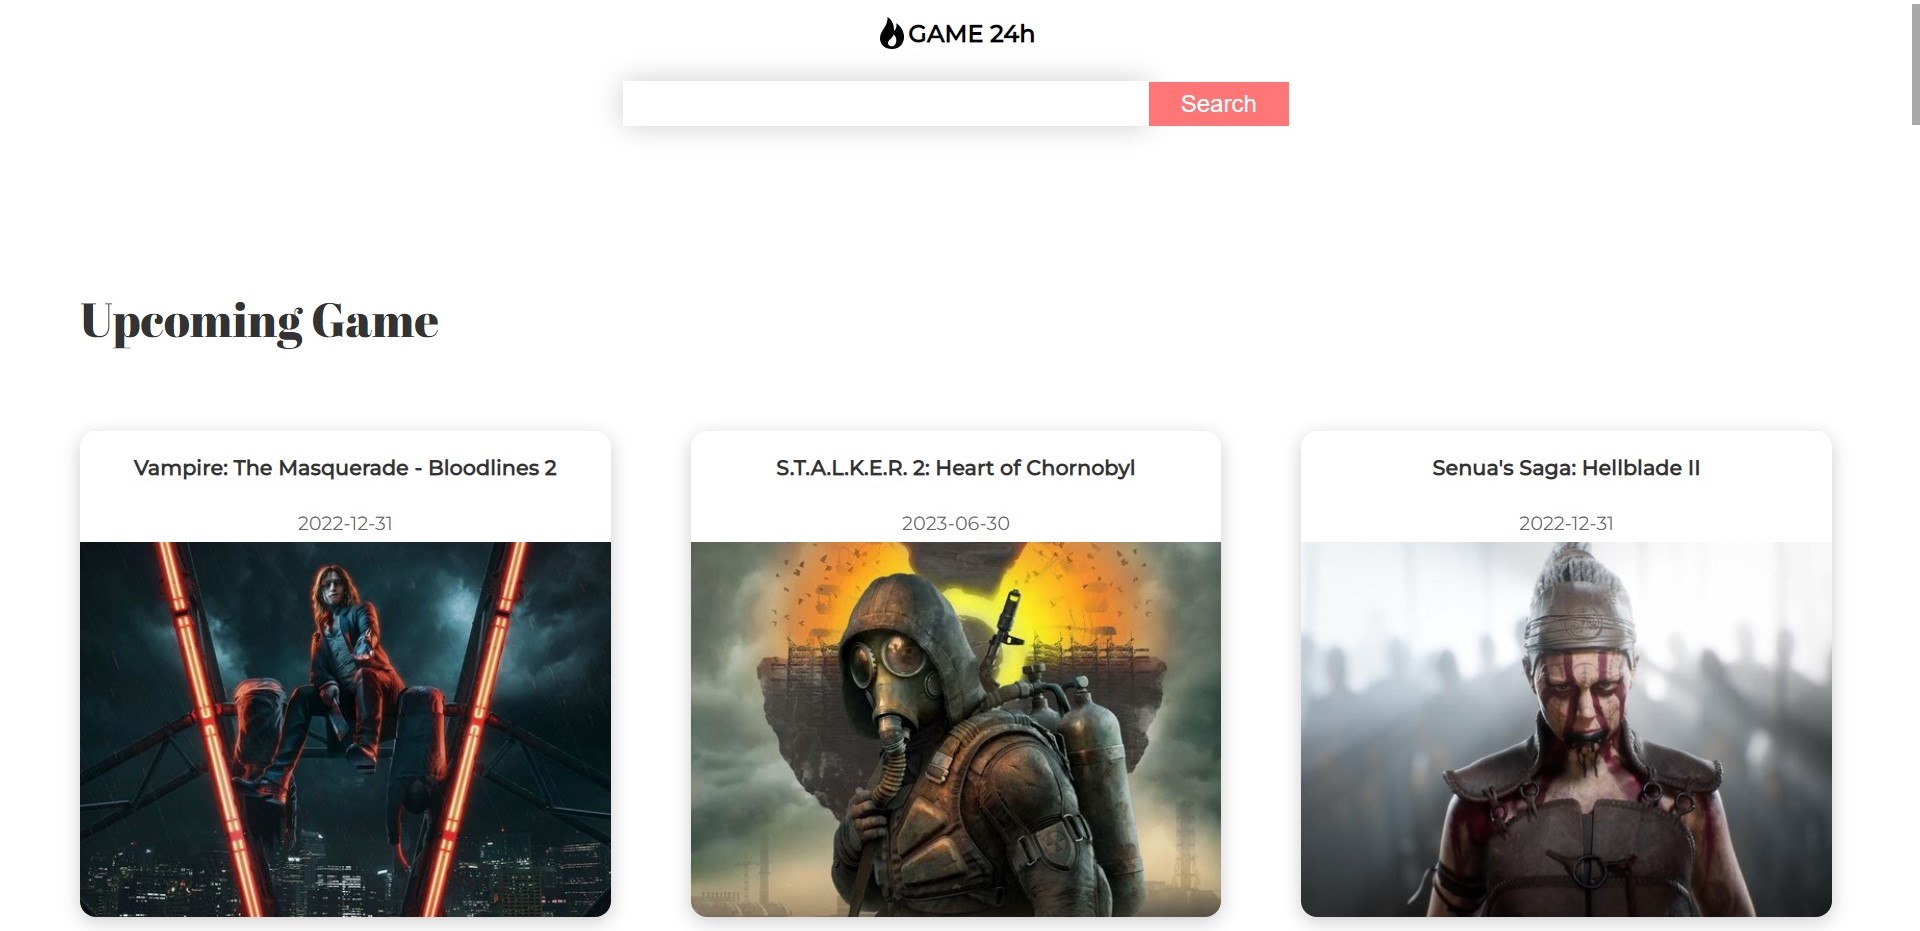 GAME 24h
Search
Upcoming Game
Vampire: The Masquerade - Bloodlines 2
2022-12-31
S.T.A.L.K.E.R. 2: Heart of Chornobyl
2023-06-30
Senua's Saga: Hellblade II
2022-12-31